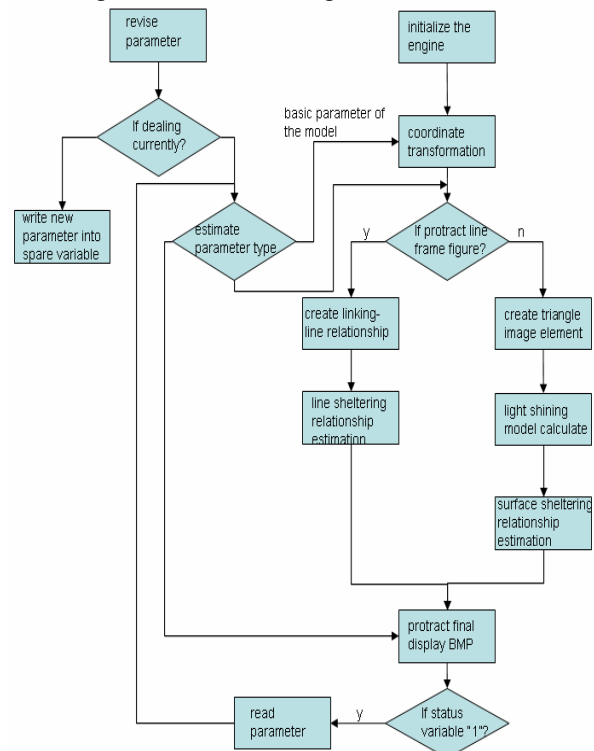 revise
parameter
initialize the
engine
If dealing
currently?
basic parameter of
the model
coordinate
transformation
write new
parameter into
spare variable
estimate
parameter type
y
If protract line
frame figure?
n
create linking-
line relationship
create triangle
image element
line sheltering
relationship
estimation
light shining
model calculate
surface sheltering
relationship
estimation
protract final
display BMP
read
parameter
y
If status
variable "1"?